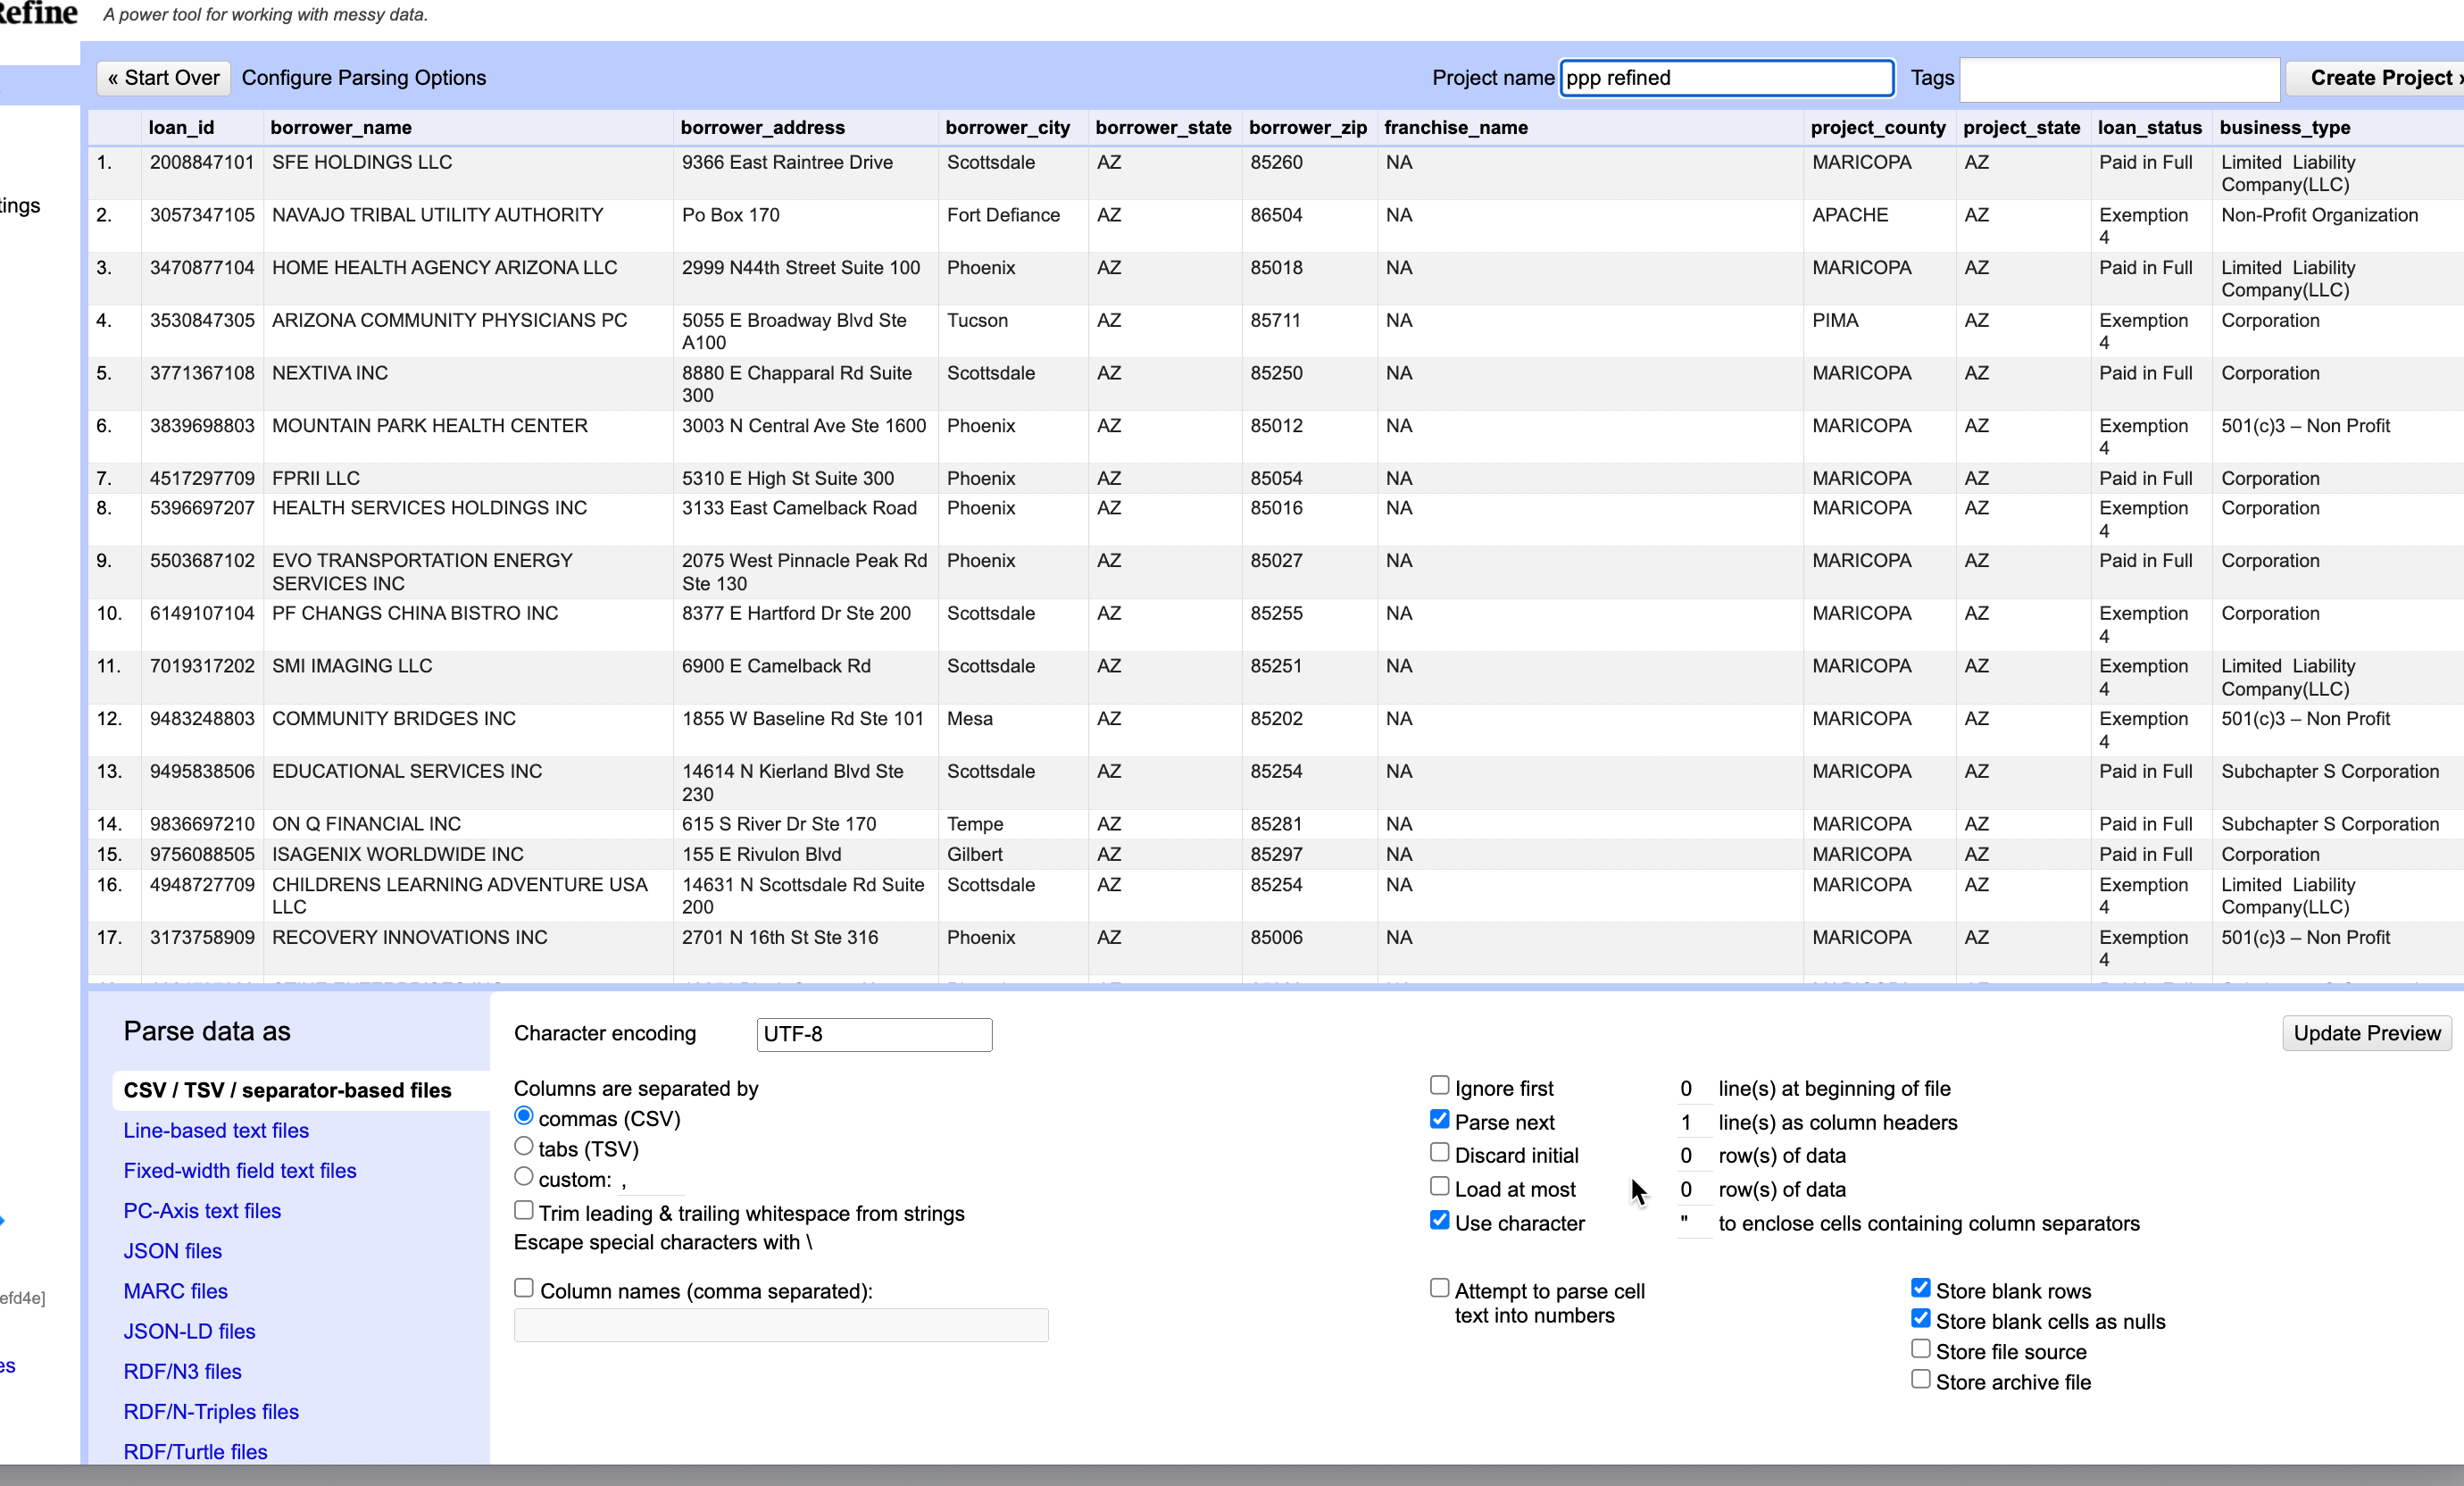 Refine A power tool for working with messy data.
« Start Over Configure Parsing Options Project name ppp refined Tags Create Project »
loan_id borrower_name borrower_address borrower_city borrower_state borrower_zip franchise_name project_county project_state loan_status business_type
1. 2008847101 SFE HOLDINGS LLC 9366 East Raintree Drive Scottsdale AZ 85260 NA MARICOPA AZ Paid in Full Limited Liability
Company(LLC)
2. 3057347105 NAVAJO TRIBAL UTILITY AUTHORITY Po Box 170 Fort Defiance AZ 86504 NA APACHE AZ Exemption Non-Profit Organization
4
3. 3470877104 HOME HEALTH AGENCY ARIZONA LLC 2999 N44th Street Suite 100 Phoenix AZ 85018 NA MARICOPA AZ Paid in Full Limited Liability
Company(LLC)
4. 3530847305 ARIZONA COMMUNITY PHYSICIANS PC 5055 E Broadway Blvd Ste Tucson AZ 85711 NA PIMA AZ Exemption Corporation
A100 4
5. 3771367108 NEXTIVA INC 8880 E Chapparal Rd Suite Scottsdale AZ 85250 NA MARICOPA AZ Paid in Full Corporation
300
6. 3839698803 MOUNTAIN PARK HEALTH CENTER 3003 N Central Ave Ste 1600 Phoenix AZ 85012 NA MARICOPA AZ Exemption 501(c)3 – Non Profit
4
7. 4517297709 FPRII LLC 5310 E High St Suite 300 Phoenix AZ 85054 NA MARICOPA AZ Paid in Full Corporation
8. 5396697207 HEALTH SERVICES HOLDINGS INC 3133 East Camelback Road Phoenix AZ 85016 NA MARICOPA AZ Exemption Corporation
4
9. 5503687102 EVO TRANSPORTATION ENERGY 2075 West Pinnacle Peak Rd Phoenix AZ 85027 NA MARICOPA AZ Paid in Full Corporation
SERVICES INC Ste 130
10. 6149107104 PF CHANGS CHINA BISTRO INC 8377 E Hartford Dr Ste 200 Scottsdale AZ 85255 NA MARICOPA AZ Exemption Corporation
4
11. 7019317202 SMI IMAGING LLC 6900 E Camelback Rd Scottsdale AZ 85251 NA MARICOPA AZ Exemption Limited Liability
4 Company(LLC)
12. 9483248803 COMMUNITY BRIDGES INC 1855 W Baseline Rd Ste 101 Mesa AZ 85202 NA MARICOPA AZ Exemption 501(c)3 – Non Profit
4
13. 9495838506 EDUCATIONAL SERVICES INC 14614 N Kierland Blvd Ste Scottsdale AZ 85254 NA MARICOPA AZ Paid in Full Subchapter S Corporation
230
14. 9836697210 ON Q FINANCIAL INC 615 S River Dr Ste 170 Tempe AZ 85281 NA MARICOPA AZ Paid in Full Subchapter S Corporation
15. 9756088505 ISAGENIX WORLDWIDE INC 155 E Rivulon Blvd Gilbert AZ 85297 NA MARICOPA AZ Paid in Full Corporation
16. 4948727709 CHILDRENS LEARNING ADVENTURE USA 14631 N Scottsdale Rd Suite Scottsdale AZ 85254 NA MARICOPA AZ Exemption Limited Liability
LLC 200 4 Company(LLC)
17. 3173758909 RECOVERY INNOVATIONS INC 2701 N 16th St Ste 316 Phoenix AZ 85006 NA MARICOPA AZ Exemption 501(c)3 – Non Profit
4
Parse data as
CSV / TSV / separator-based files
Line-based text files
Fixed-width field text files
PC-Axis text files
JSON files
MARC files
JSON-LD files
RDF/N3 files
RDF/N-Triples files
RDF/Turtle files
Character encoding UTF-8 Update Preview
Columns are separated by
commas (CSV)
tabs (TSV)
custom: ,
Trim leading & trailing whitespace from strings
Escape special characters with \
Column names (comma separated):
Ignore first 0 line(s) at beginning of file
Parse next 1 line(s) as column headers
Discard initial 0 row(s) of data
Load at most 0 row(s) of data
Use character " to enclose cells containing column separators
Attempt to parse cell
text into numbers
Store blank rows
Store blank cells as nulls
Store file source
Store archive file
tings
efd4e]
es